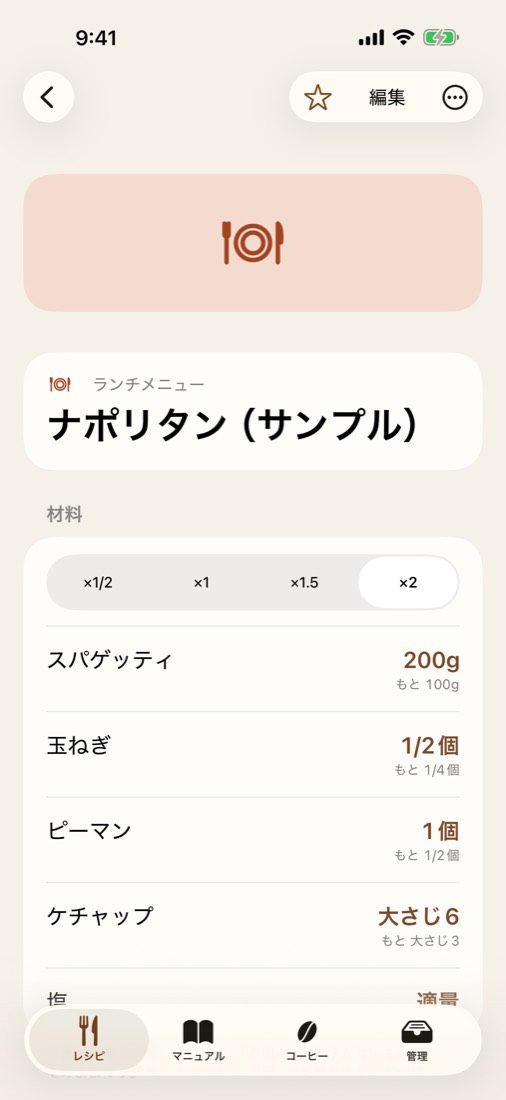 9:41
編集
ランチメニュー
ナポリタン（サンプル）
材料
×1/2 ×1 ×1.5 ×2
スパゲッティ 200g
もと 100g
玉ねぎ 1/2個
もと 1/4個
ピーマン 1個
もと 1/2個
ケチャップ 大さじ6
もと 大さじ3
塩 適量
レシピ マニュアル コーヒー 管理